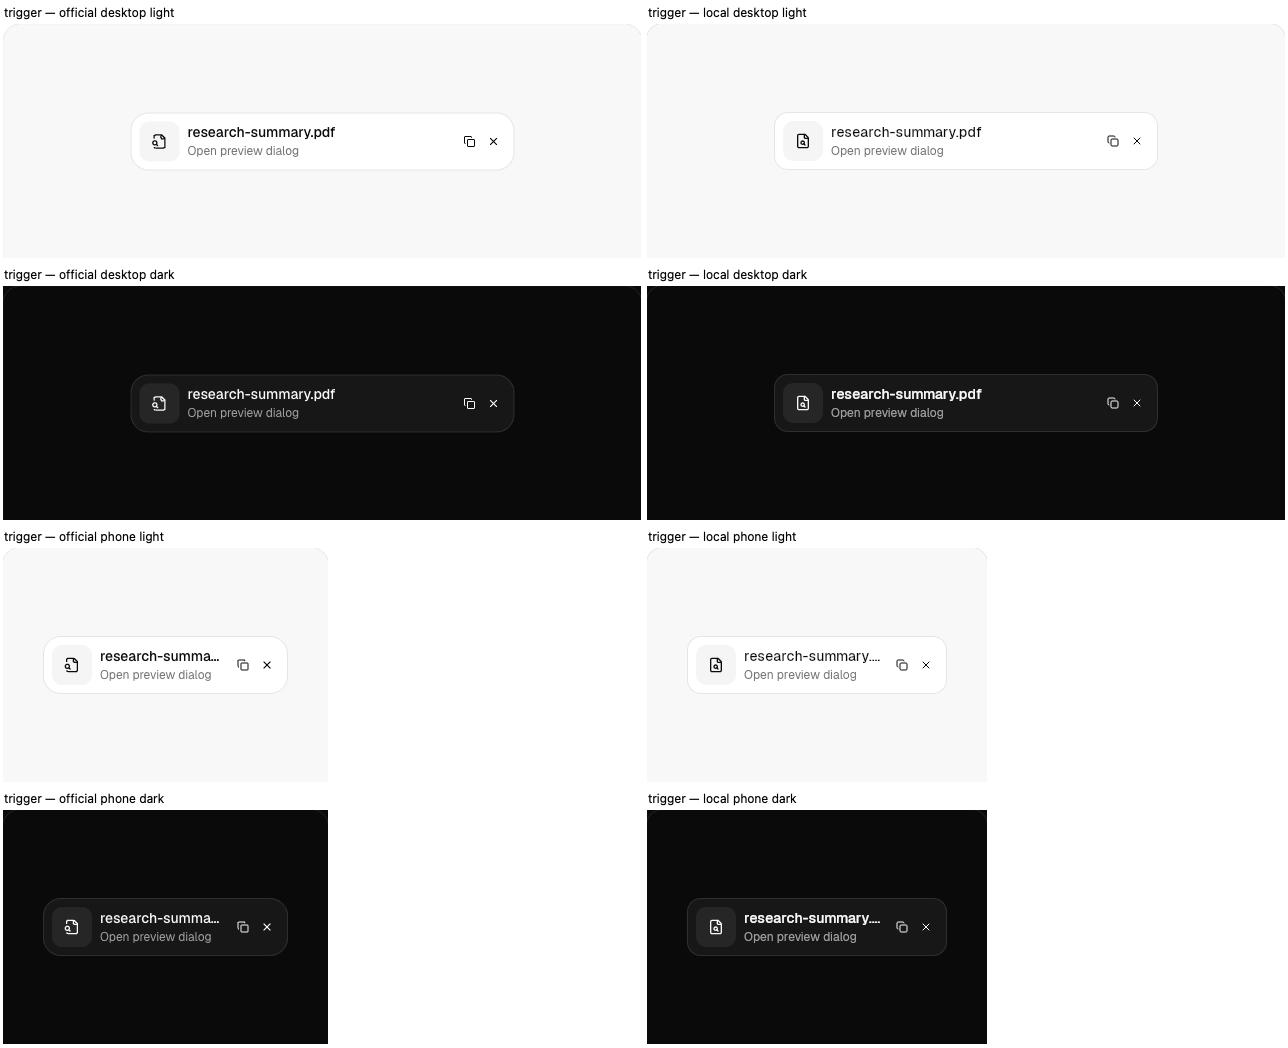 trigger — official desktop light
trigger — local desktop light
research-summary.pdf
Open preview dialog
research-summary.pdf
Open preview dialog
trigger — official desktop dark
trigger — local desktop dark
research-summary.pdf
Open preview dialog
research-summary.pdf
Open preview dialog
trigger — official phone light
trigger — local phone light
research-summa...
Open preview dialog
research-summary....
Open preview dialog
trigger — official phone dark
trigger — local phone dark
research-summa...
Open preview dialog
research-summary....
Open preview dialog